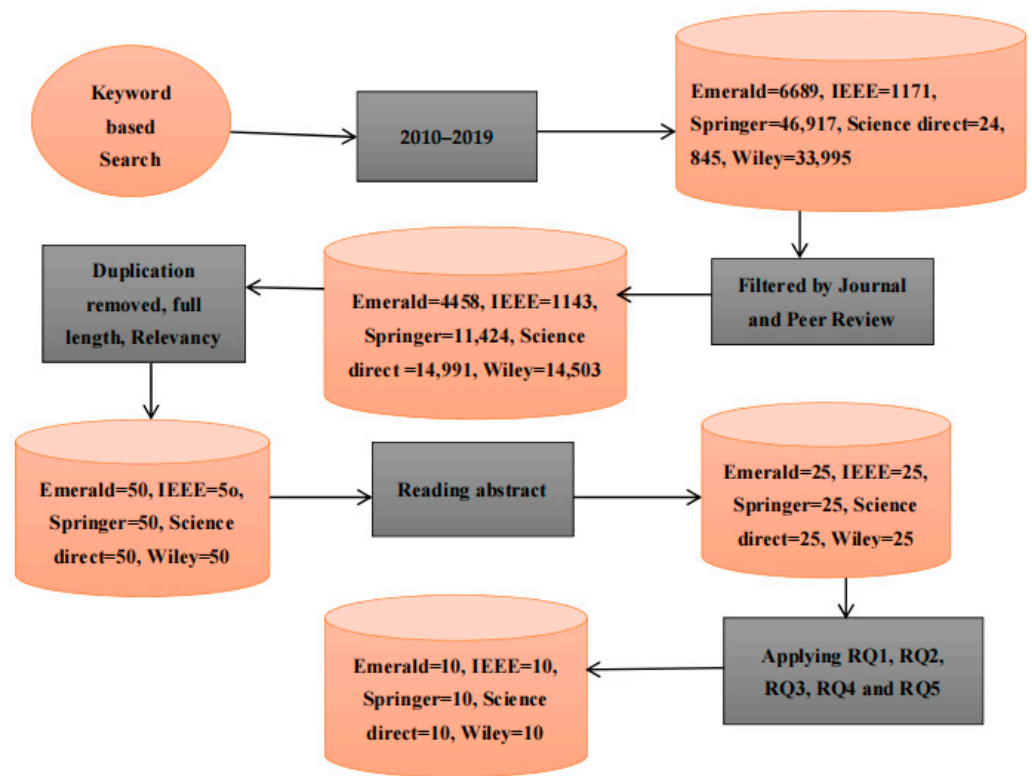 Keyword
based
Search
2010–2019
Emerald=6689, IEEE=1171,
Springer=46,917, Science direct=24,
845, Wiley=33,995
Filtered by Journal
and Peer Review
Emerald=4458, IEEE=1143,
Springer=11,424, Science
direct =14,991, Wiley=14,503
Duplication
removed, full
length, Relevancy
Emerald=50, IEEE=5o,
Springer=50, Science
direct=50, Wiley=50
Reading abstract
Emerald=25, IEEE=25,
Springer=25, Science
direct=25, Wiley=25
Applying RQ1, RQ2,
RQ3, RQ4 and RQ5
Emerald=10, IEEE=10,
Springer=10, Science
direct=10, Wiley=10